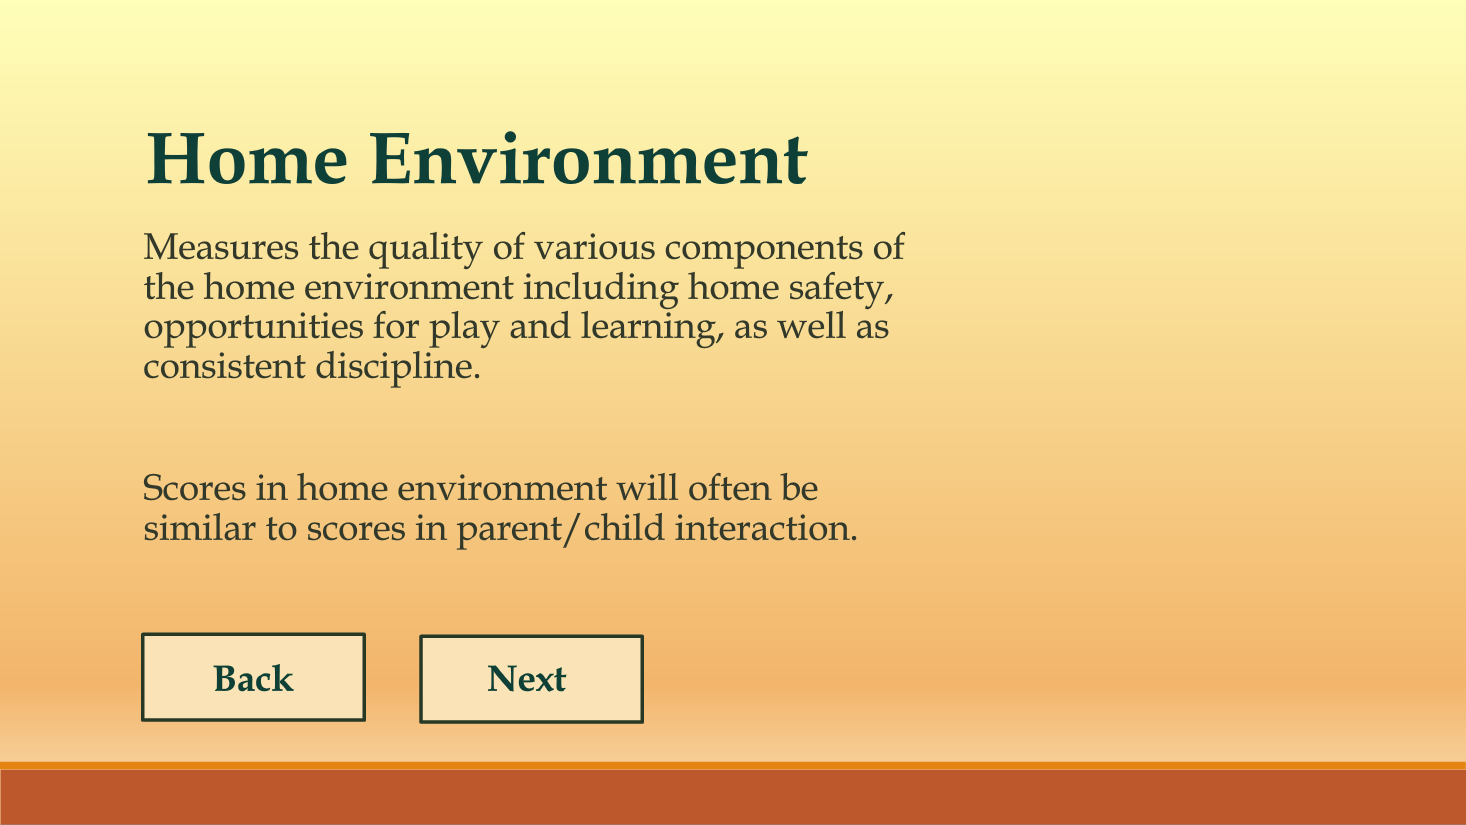 Home Environment
Measures the quality of various components of
the home environment including home safety,
opportunities for play and learning, as well as
consistent discipline.
Scores in home environment will often be
similar to scores in parent/child interaction.
Back
Next